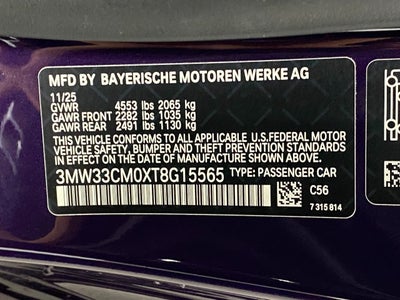 MFD BY BAYERISCHE MOTOREN WERKE AG
11/25
GVWR 4553 lbs 2065 kg
GAWR FRONT 2282 lbs 1035 kg
GAWR REAR 2491 lbs 1130 kg
THIS VEHICLE CONFORMS TO ALL APPLICABLE U.S.FEDERAL MOTOR
VEHICLE SAFETY, BUMPER, AND THEFT PREVENTION STANDARDS
IN EFFECT ON THE DATE OF MANUFACTURE SHOWN ABOVE.
3MW33CM0XT8G15565 TYPE: PASSENGER CAR
C56
7 315 814